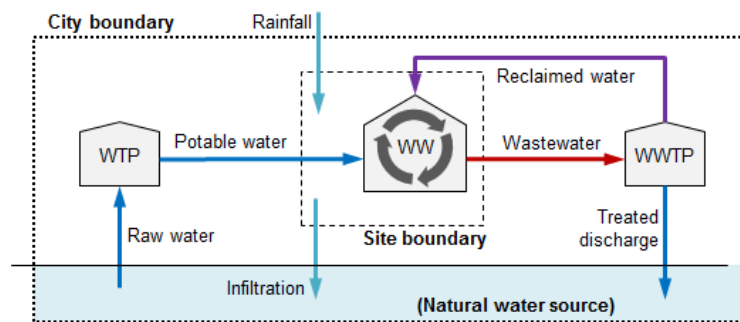 City boundary
Rainfall
Reclaimed water
Potable water
WTP
WW
Wastewater
WWTP
Raw water
Site boundary
Treated
discharge
Infiltration
(Natural water source)